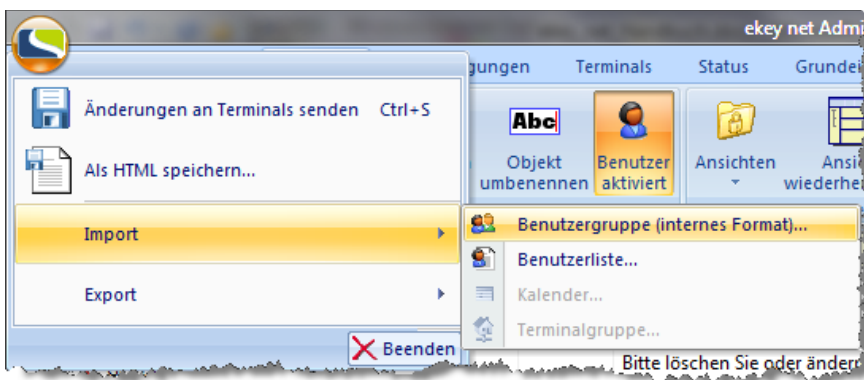 ekey net Admi
gungen Terminals Status Grundei
Änderungen an Terminals senden Ctrl+S
Als HTML speichern...
Import
Export
Beenden
Abc
Objekt umbenennen
Benutzer aktiviert
Ansichten
Ansi
wiederhe
Benutzergruppe (internes Format)...
Benutzerliste...
Kalender...
Terminalgruppe...
Bitte löschen Sie oder änder